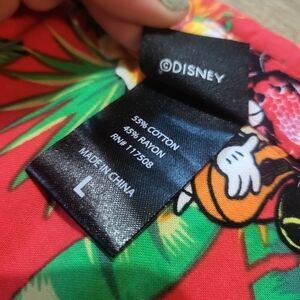 ©DISNEY
55% COTTON
45% RAYON
RN# 117508
MADE IN CHINA
L